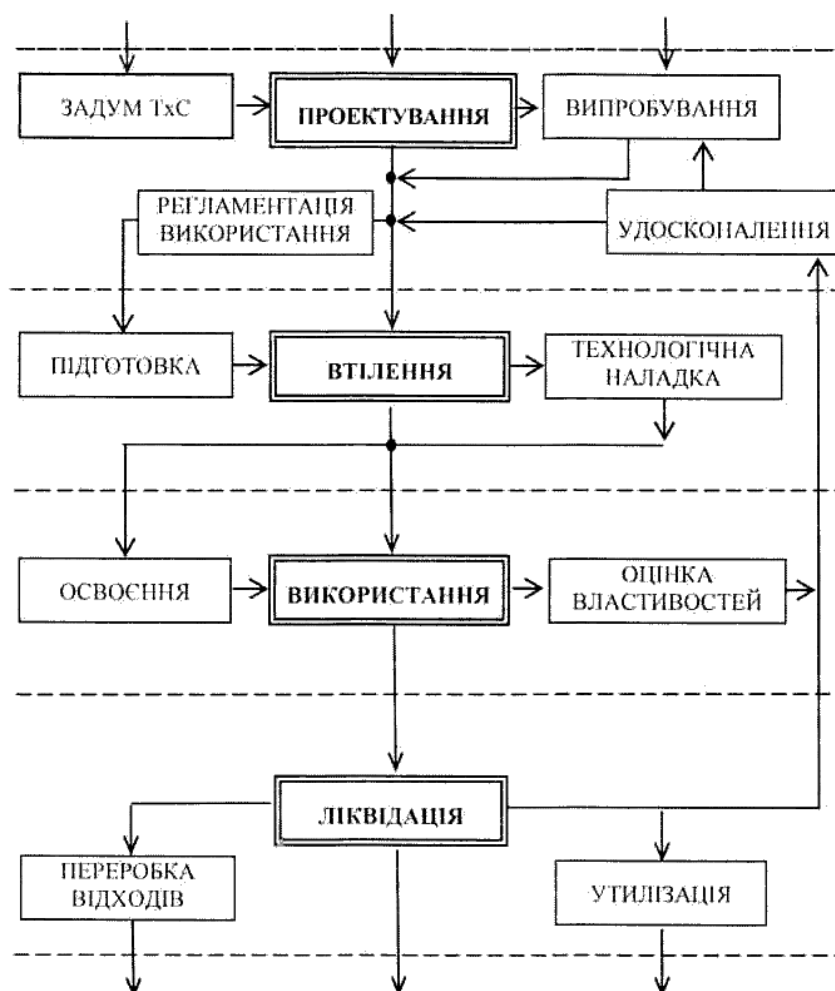 ЗАДУМ ТхС
ПРОЕКТУВАННЯ
ВИПРОБУВАННЯ
РЕГЛАМЕНТАЦІЯ
ВИКОРИСТАННЯ
УДОСКОНАЛЕННЯ
ПІДГОТОВКА
ВТІЛЕННЯ
ТЕХНОЛОГІЧНА
НАЛАДКА
ОСВОЄННЯ
ВИКОРИСТАННЯ
ОЦІНКА
ВЛАСТИВОСТЕЙ
ЛІКВІДАЦІЯ
ПЕРЕРОБКА
ВІДХОДІВ
УТИЛІЗАЦІЯ